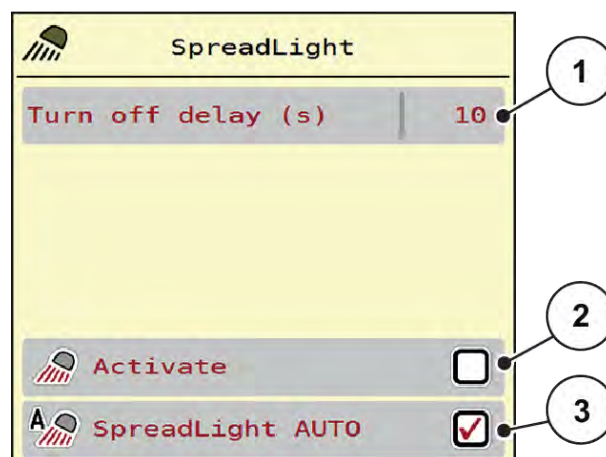 SpreadLight
1
Turn off delay (s) 10
2
Activate
3
A SpreadLight AUTO